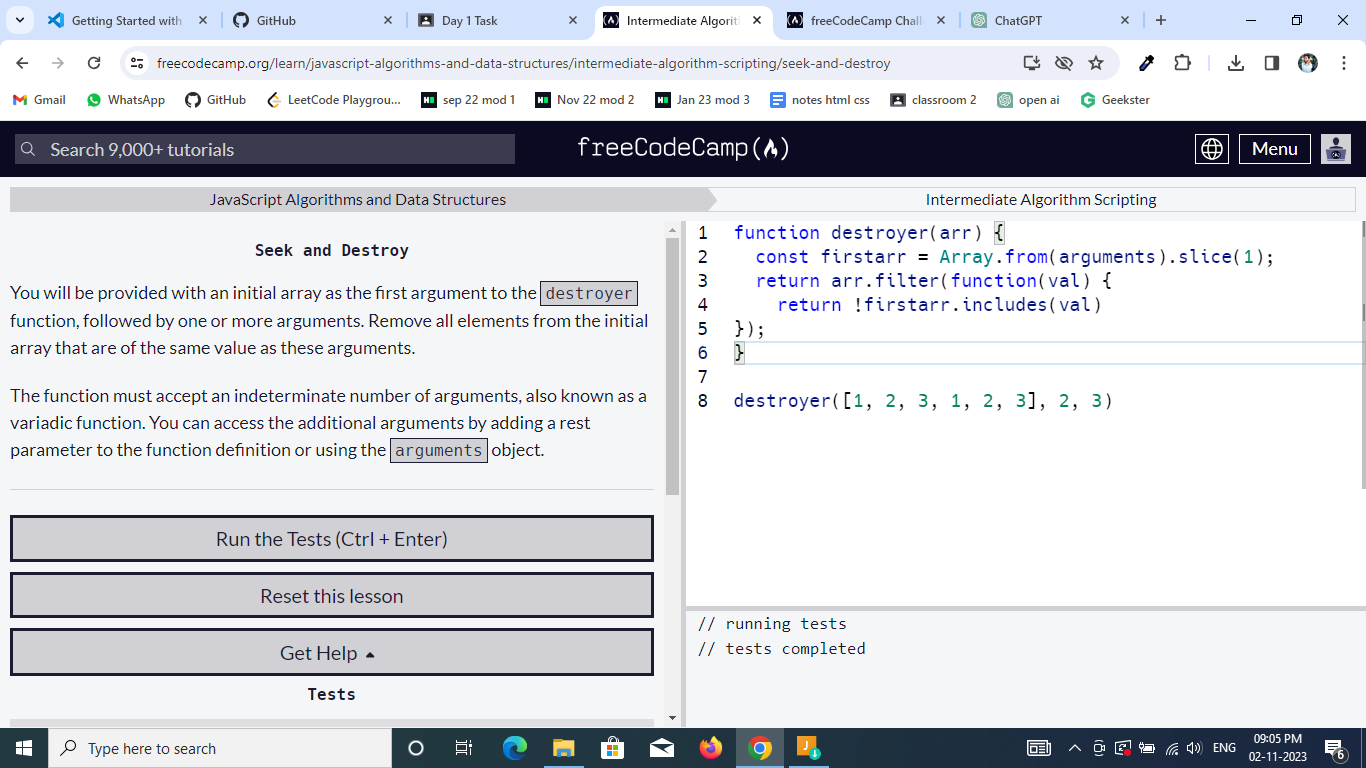 Getting Started with
GitHub
Day 1 Task
Intermediate Algorit
freeCodeCamp Chall
ChatGPT
freecodecamp.org/learn/javascript-algorithms-and-data-structures/intermediate-algorithm-scripting/seek-and-destroy
Gmail
WhatsApp
GitHub
LeetCode Playgrou...
sep 22 mod 1
Nov 22 mod 2
Jan 23 mod 3
notes html css
classroom 2
open ai
Geekster
Search 9,000+ tutorials
freeCodeCamp
Menu
JavaScript Algorithms and Data Structures
Intermediate Algorithm Scripting
Seek and Destroy
You will be provided with an initial array as the first argument to the destroyer
function, followed by one or more arguments. Remove all elements from the initial
array that are of the same value as these arguments.
The function must accept an indeterminate number of arguments, also known as a
variadic function. You can access the additional arguments by adding a rest
parameter to the function definition or using the arguments object.
Run the Tests (Ctrl + Enter)
Reset this lesson
Get Help
Tests
1 function destroyer(arr) {
2 const firstarr = Array.from(arguments).slice(1);
3 return arr.filter(function(val) {
4 return !firstarr.includes(val)
5 });
6 }
7
8 destroyer([1, 2, 3, 1, 2, 3], 2, 3)
// running tests
// tests completed
Type here to search
ENG
09:05 PM
02-11-2023
6